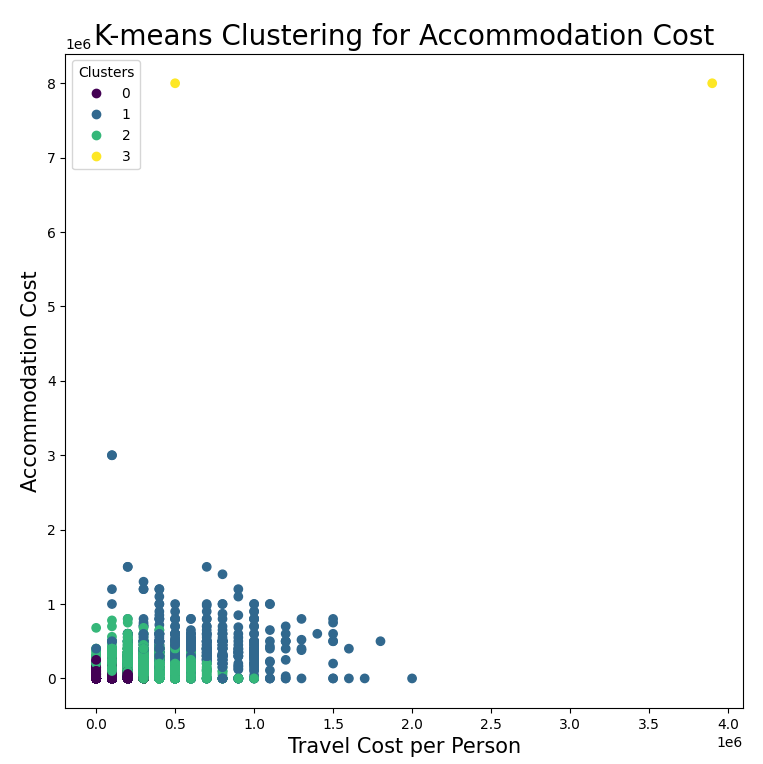 K-means Clustering for Accommodation Cost
1e6
Clusters
0
1
2
3
8
7
6
5
4
3
2
1
0
Accommodation Cost
0.0 0.5 1.0 1.5 2.0 2.5 3.0 3.5 4.0
1e6
Travel Cost per Person